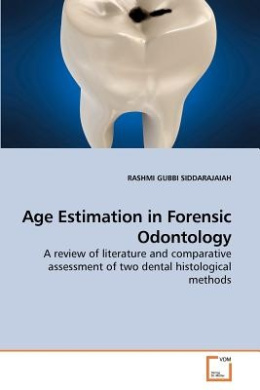 RASHMI GUBBI SIDDARAJAIAH
Age Estimation in Forensic
Odontology
A review of literature and comparative
assessment of two dental histological
methods
VDM